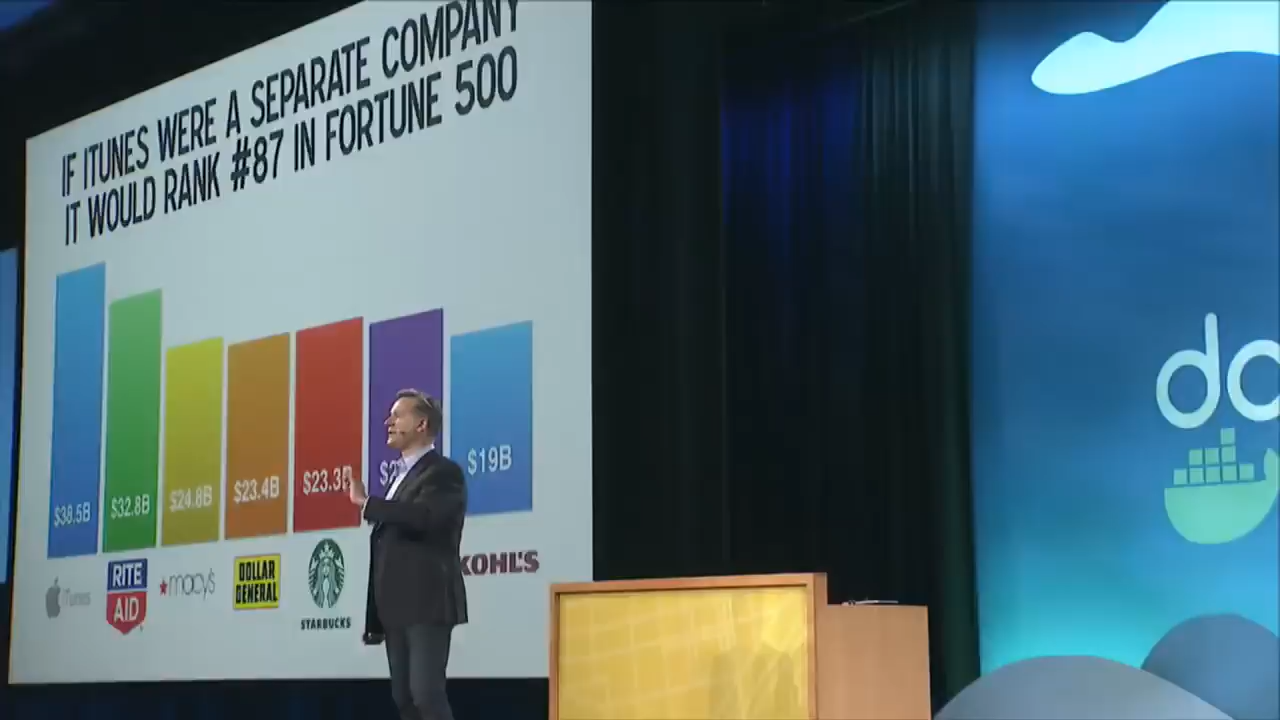 IF ITUNES WERE A SEPARATE COMPANY
IT WOULD RANK #87 IN FORTUNE 500
$38.5B
$32.8B
$24.8B
$23.4B
$23.3B
$19B
iTunes
RITE
AID
macy's
DOLLAR
GENERAL
STARBUCKS
KOHL'S